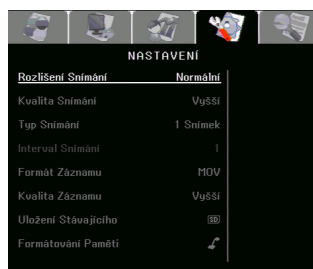 NASTAVENÍ
Rozlišení Snímání Normální
Kvalita Snímání Vyšší
Typ Snímání 1 Snímek
Interval Snímání 1
Formát Záznamu MOV
Kvalita Záznamu Vyšší
Uložení Stávajícího SD
Formátování Paměti